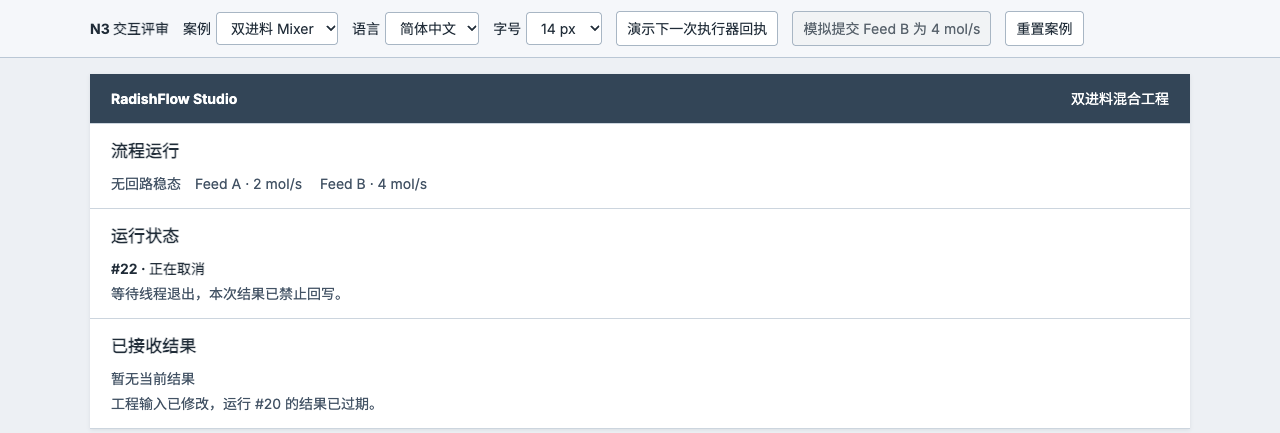 N3 交互评审 案例 双进料 Mixer 语言 简体中文 字号 14 px 演示下一次执行器回执 模拟提交 Feed B 为 4 mol/s 重置案例
RadishFlow Studio 双进料混合工程
流程运行
无回路稳态 Feed A · 2 mol/s Feed B · 4 mol/s
运行状态
#22 · 正在取消
等待线程退出，本次结果已禁止回写。
已接收结果
暂无当前结果
工程输入已修改，运行 #20 的结果已过期。